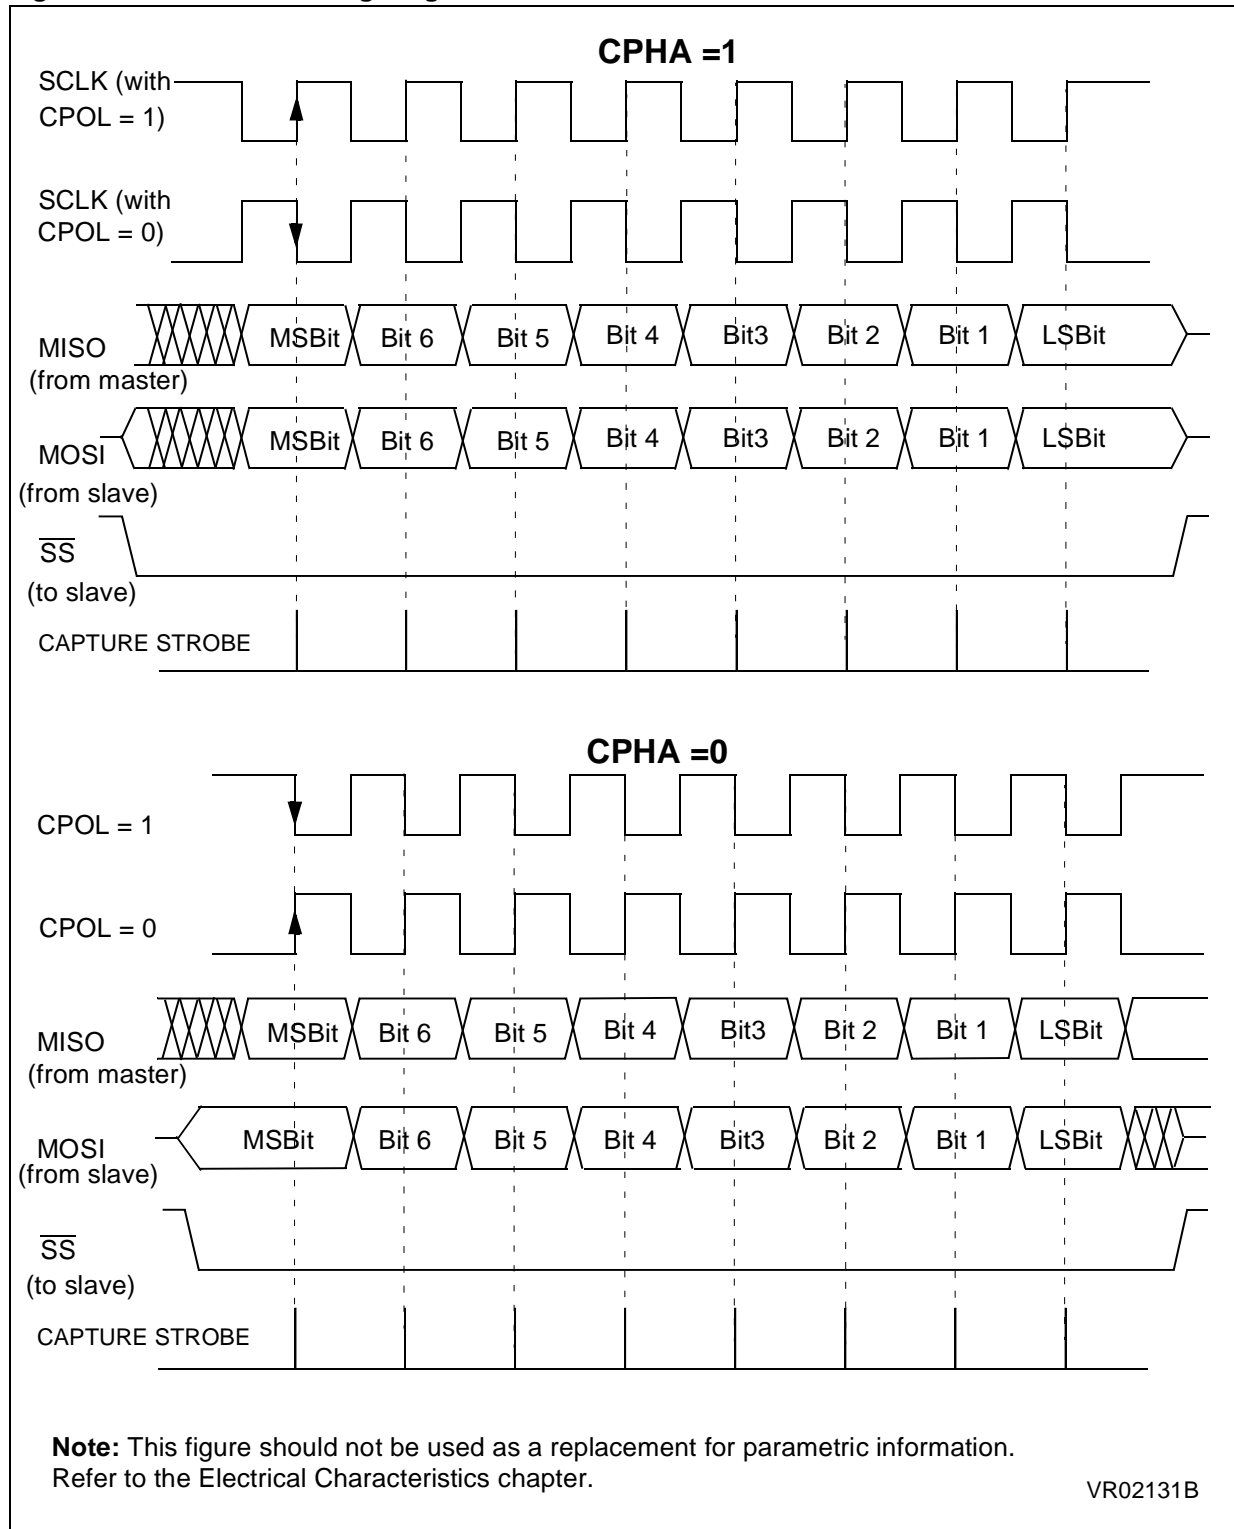 CPHA =1
SCLK (with
CPOL = 1)
SCLK (with
CPOL = 0)
MISO
(from master)
MSBit Bit 6 Bit 5 Bit 4 Bit3 Bit 2 Bit 1 LSBit
MOSI
(from slave)
MSBit Bit 6 Bit 5 Bit 4 Bit3 Bit 2 Bit 1 LSBit
SS
(to slave)
CAPTURE STROBE
CPHA =0
CPOL = 1
CPOL = 0
MISO
(from master)
MSBit Bit 6 Bit 5 Bit 4 Bit3 Bit 2 Bit 1 LSBit
MOSI
(from slave)
MSBit Bit 6 Bit 5 Bit 4 Bit3 Bit 2 Bit 1 LSBit
SS
(to slave)
CAPTURE STROBE
Note: This figure should not be used as a replacement for parametric information.
Refer to the Electrical Characteristics chapter.
VR02131B